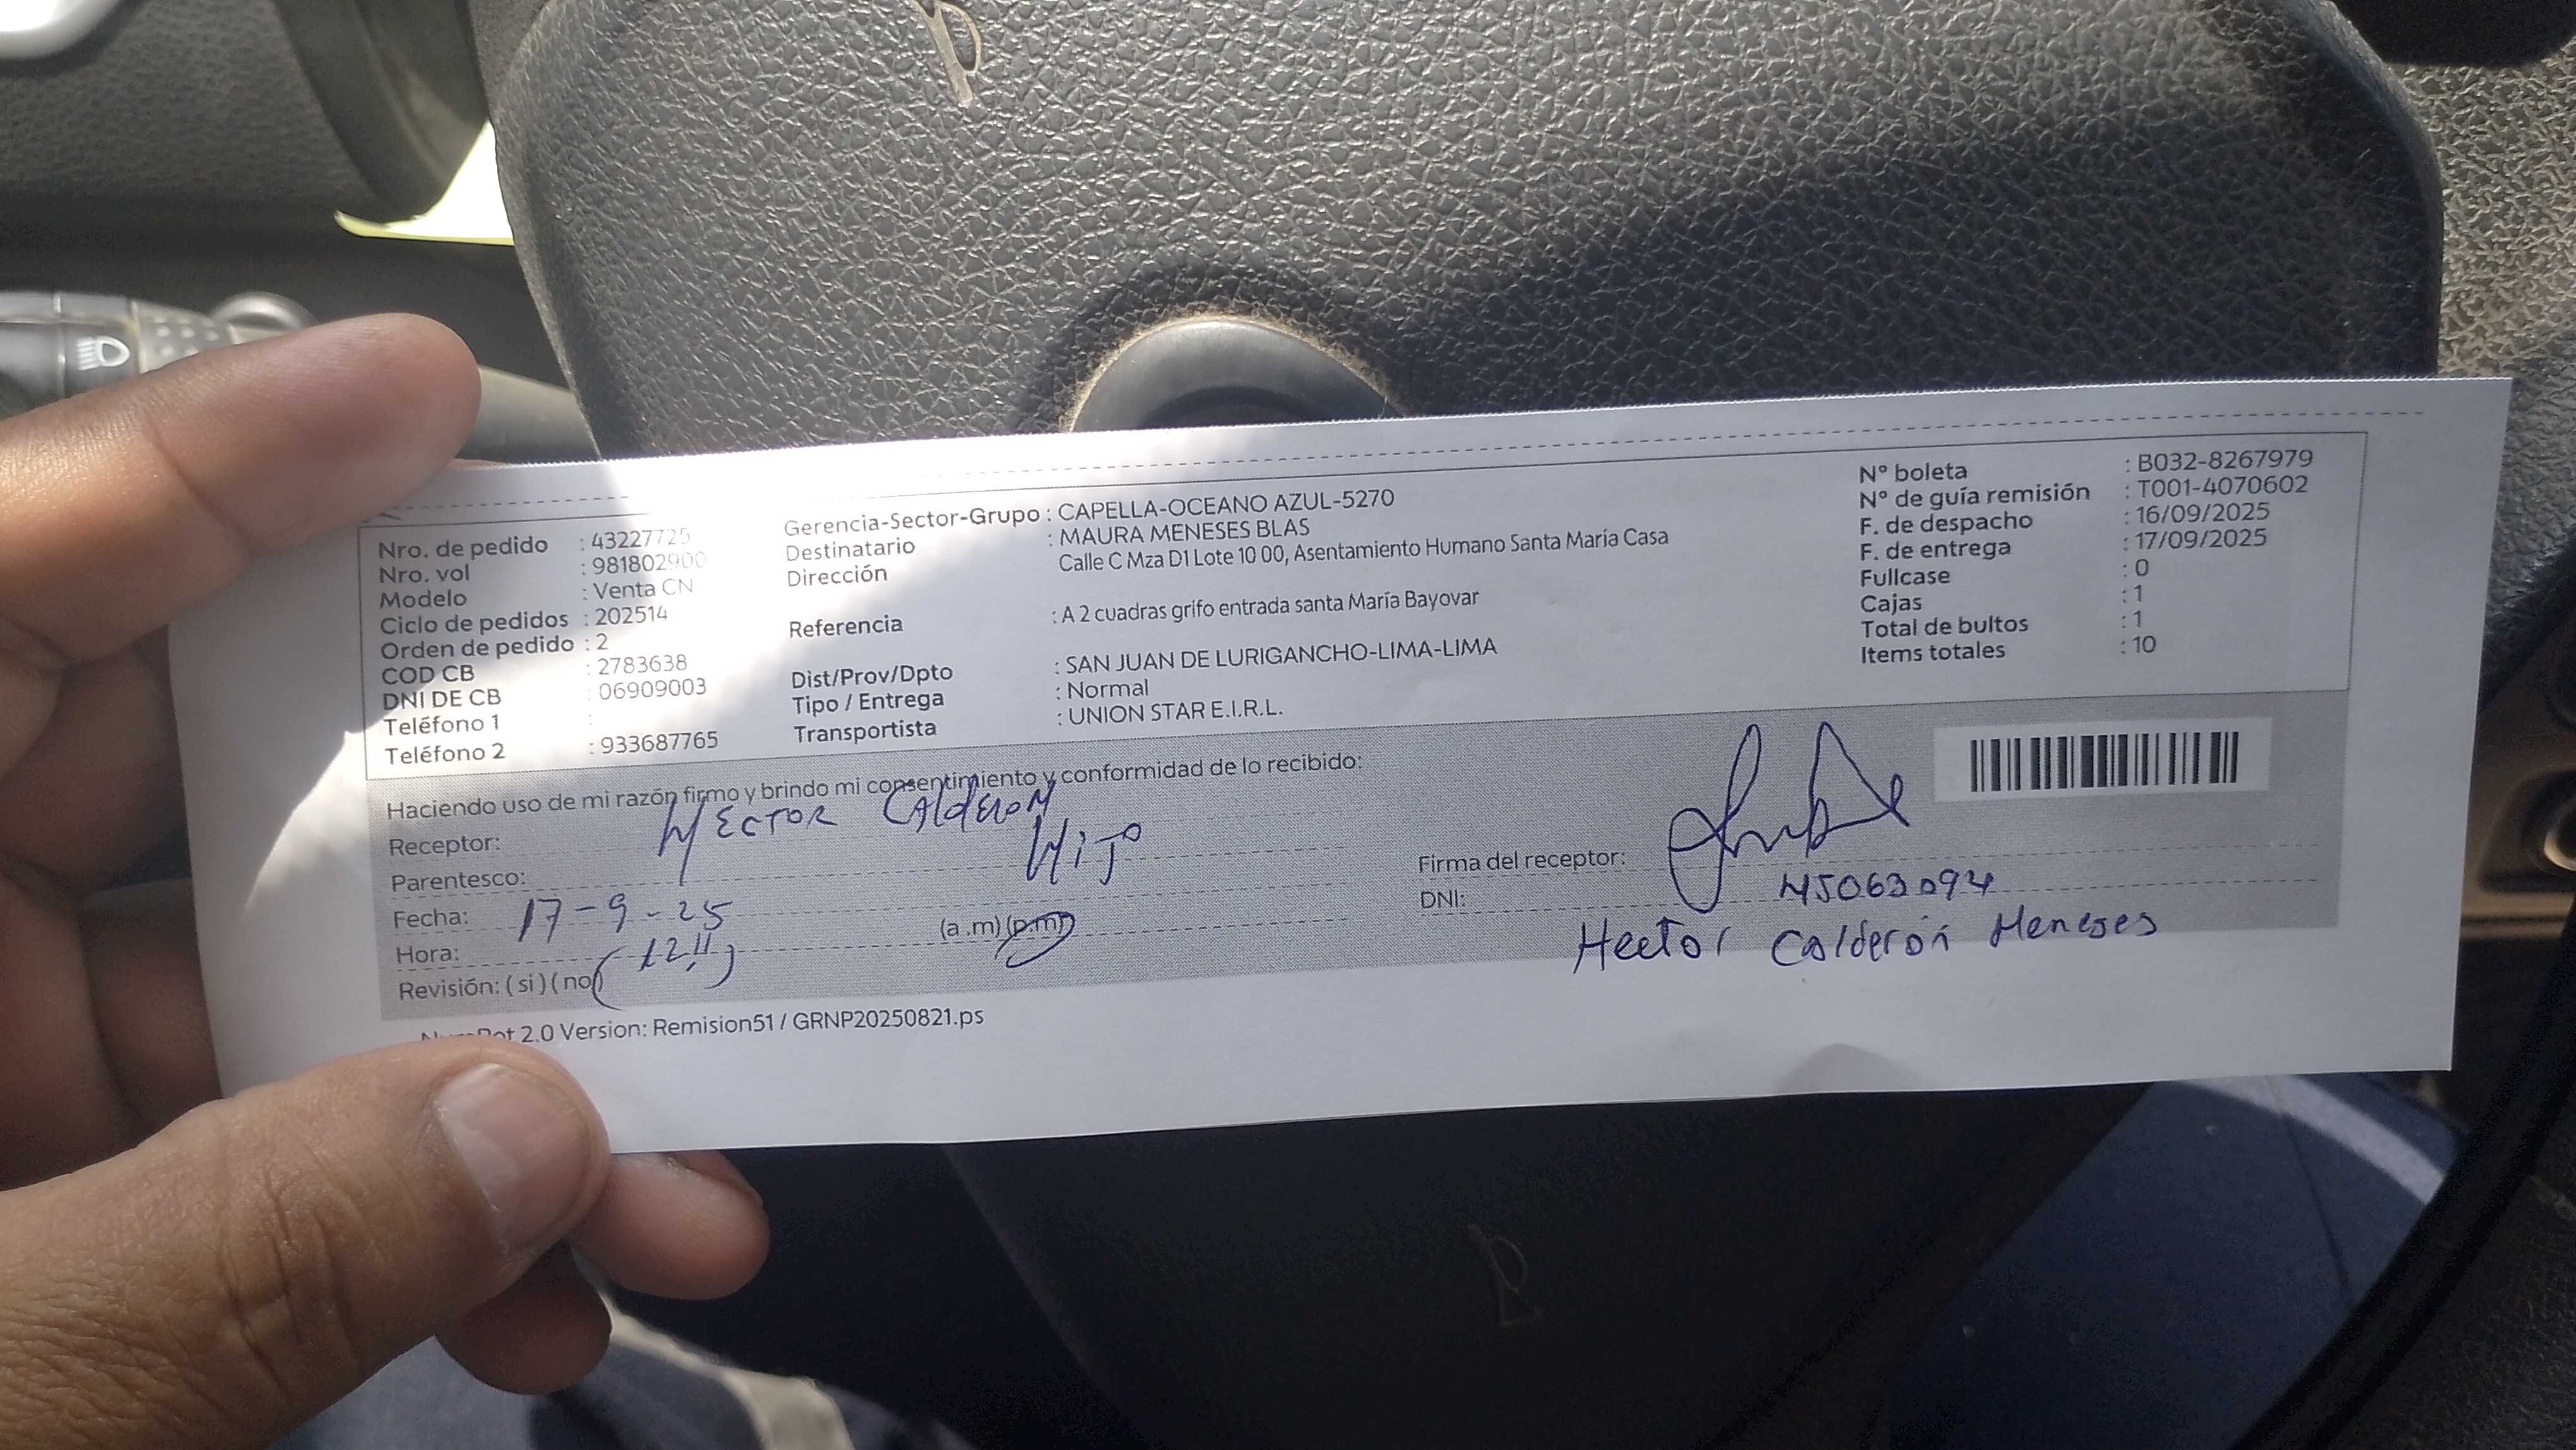 Nro. de pedido : 43227725
Nro. vol : 981802900
Modelo : Venta CN
Ciclo de pedidos : 202514
Orden de pedido : 2
COD CB : 2783638
DNI DE CB : 06909003
Teléfono 1 :
Teléfono 2 : 933687765
Gerencia-Sector-Grupo : CAPELLA-OCEANO AZUL-5270
Destinatario : MAURA MENESES BLAS
Dirección Calle C Mza D1 Lote 10 00, Asentamiento Humano Santa María Casa
Referencia : A 2 cuadras grifo entrada santa María Bayovar
Dist/Prov/Dpto : SAN JUAN DE LURIGANCHO-LIMA-LIMA
Tipo / Entrega : Normal
Transportista : UNION STAR E.I.R.L.
Nº boleta : B032-8267979
Nº de guía remisión : T001-4070602
F. de despacho : 16/09/2025
F. de entrega : 17/09/2025
Fullcase : 0
Cajas : 1
Total de bultos : 1
Items totales : 10
Haciendo uso de mi razón firmo y brindo mi consentimiento y conformidad de lo recibido:
Receptor: HECTOR CAldERON
Parentesco: HiJo
Fecha: 17-9-25
Hora: (a.m)(p.m)
Revisión: (si)(no)
Firma del receptor:
DNI: 45063094
Hector Calderón Meneses
2.0 Version: Remision51 / GRNP20250821.ps